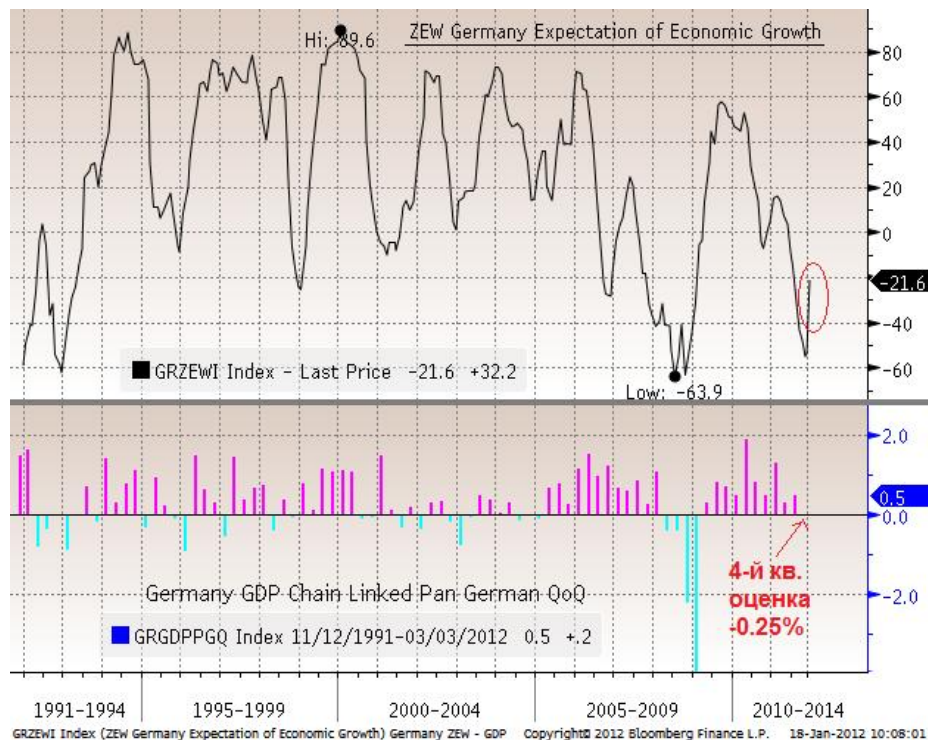 ZEW Germany Expectation of Economic Growth
Hi: 89.6
80
60
40
20
0
-21.6
-40
-60
GRZEWI Index - Last Price -21.6 +32.2
Low: -63.9
2.0
0.5
0.0
-2.0
4-й кв.
оценка
-0.25%
Germany GDP Chain Linked Pan German QoQ
GRGDPPGQ Index 11/12/1991-03/03/2012 0.5 +.2
1991-1994 1995-1999 2000-2004 2005-2009 2010-2014
GRZEWI Index (ZEW Germany Expectation of Economic Growth) Germany ZEW - GDP Copyright© 2012 Bloomberg Finance L.P. 18-Jan-2012 10:08:01